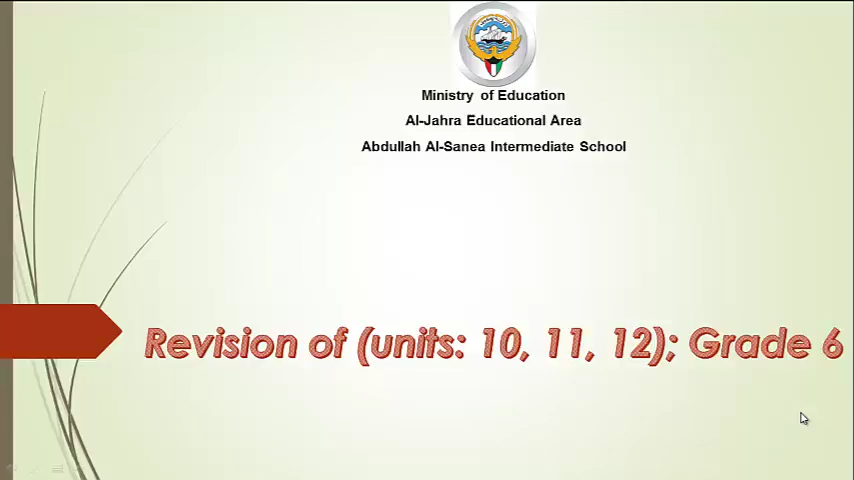 Ministry of Education
Al-Jahra Educational Area
Abdullah Al-Sanea Intermediate School
Revision of (units: 10, 11, 12); Grade 6